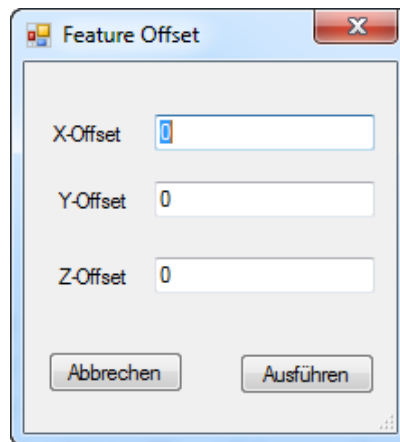 Feature Offset
X-Offset 0
Y-Offset 0
Z-Offset 0
Abbrechen Ausführen